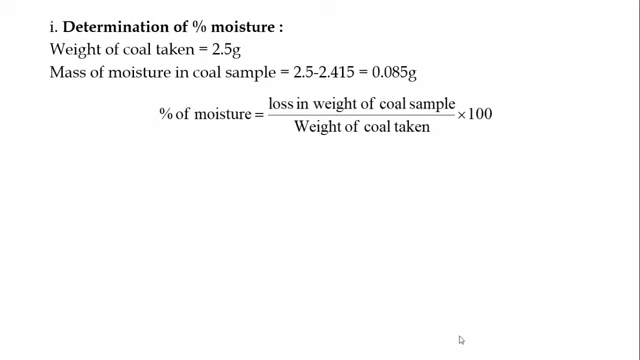 i. Determination of % moisture :
Weight of coal taken = 2.5g
Mass of moisture in coal sample = 2.5-2.415 = 0.085g
% of moisture = loss in weight of coal sample / Weight of coal taken × 100